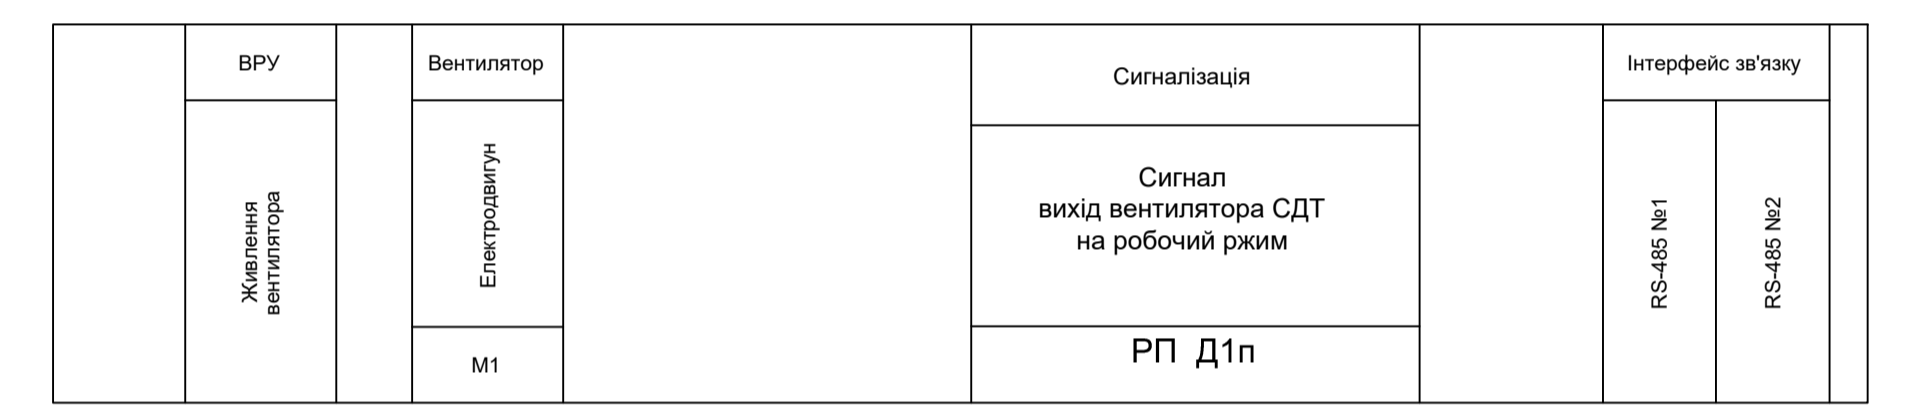 ВРУ
Живлення
вентилятора
Вентилятор
Електродвигун
М1
Сигналізація
Сигнал
вихід вентилятора СДТ
на робочий ржим
РП Д1п
Інтерфейс зв'язку
RS-485 №1
RS-485 №2